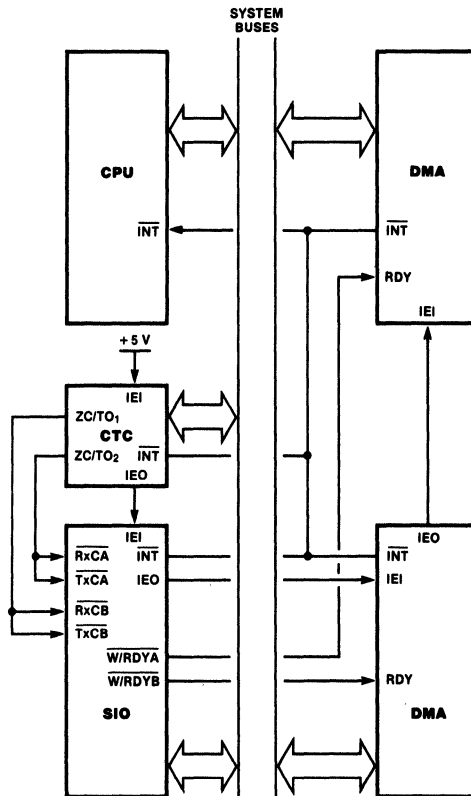 SYSTEM
BUSES
CPU
INT
DMA
INT
RDY
IEI
+ 5 V
IEI
ZC/TO₁
CTC
ZC/TO₂
INT
IEO
IEI
RxCA
INT
TxCA
IEO
RxCB
TxCB
W/RDYA
W/RDYB
SIO
IEO
INT
IEI
RDY
DMA